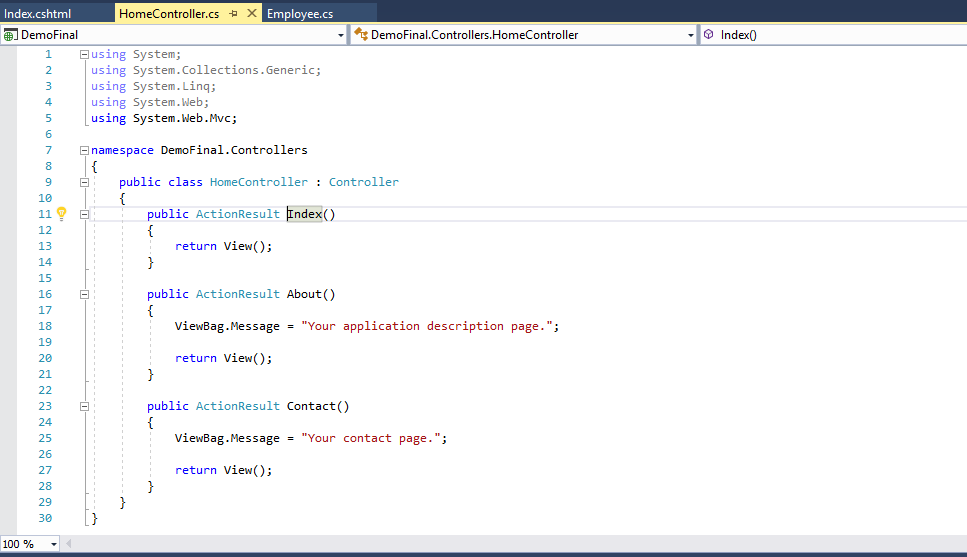 Index.cshtml HomeController.cs Employee.cs
DemoFinal DemoFinal.Controllers.HomeController Index()
1 using System;
2 using System.Collections.Generic;
3 using System.Linq;
4 using System.Web;
5 using System.Web.Mvc;
6
7 namespace DemoFinal.Controllers
8 {
9 public class HomeController : Controller
10 {
11 public ActionResult Index()
12 {
13 return View();
14 }
15
16 public ActionResult About()
17 {
18 ViewBag.Message = "Your application description page.";
19
20 return View();
21 }
22
23 public ActionResult Contact()
24 {
25 ViewBag.Message = "Your contact page.";
26
27 return View();
28 }
29 }
30 }
100 %